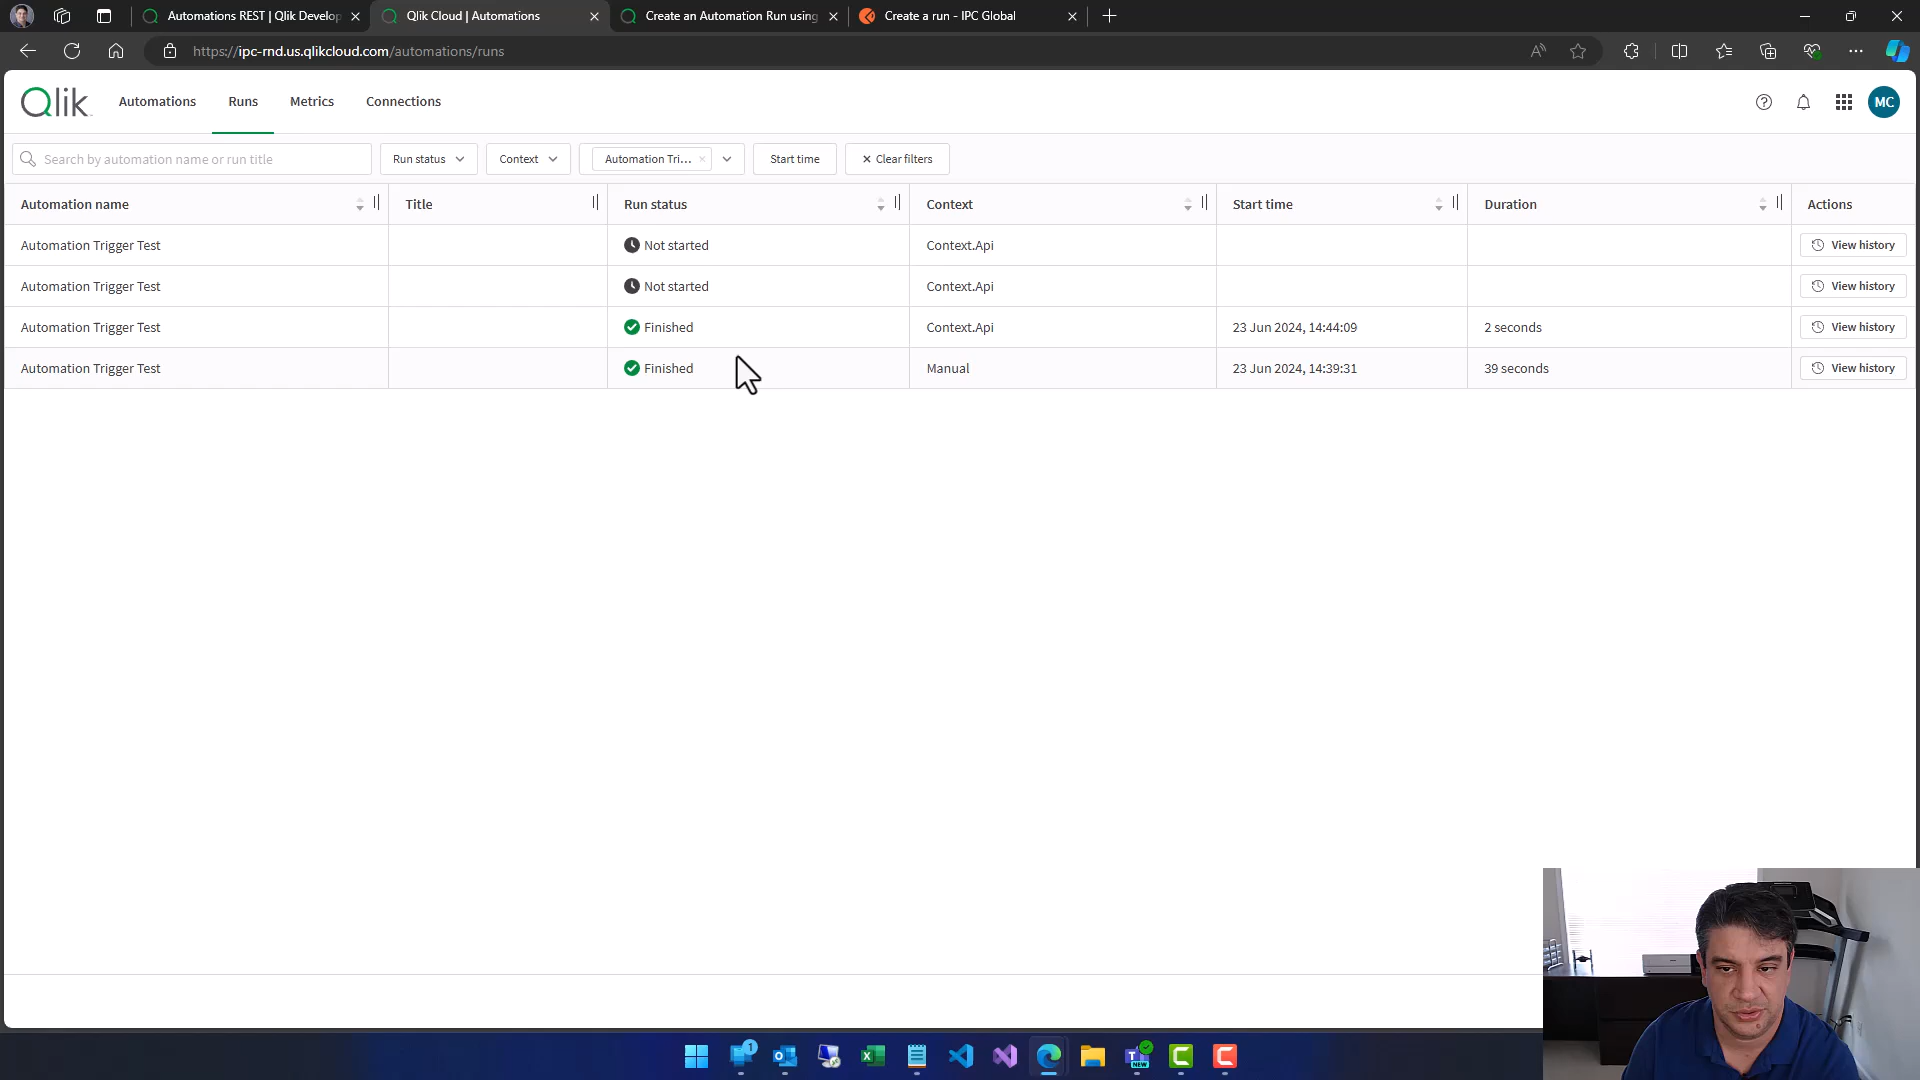 Automations REST | Qlik Develop
Qlik Cloud | Automations
Create an Automation Run using
Create a run - IPC Global
https://ipc-rnd.us.qlikcloud.com/automations/runs
Qlik
Automations
Runs
Metrics
Connections
MC
Search by automation name or run title
Run status
Context
Automation Tri...
Start time
Clear filters
Automation name Title Run status Context Start time Duration Actions
Automation Trigger Test Not started Context.Api View history
Automation Trigger Test Not started Context.Api View history
Automation Trigger Test Finished Context.Api 23 Jun 2024, 14:44:09 2 seconds View history
Automation Trigger Test Finished Manual 23 Jun 2024, 14:39:31 39 seconds View history
1
NEW